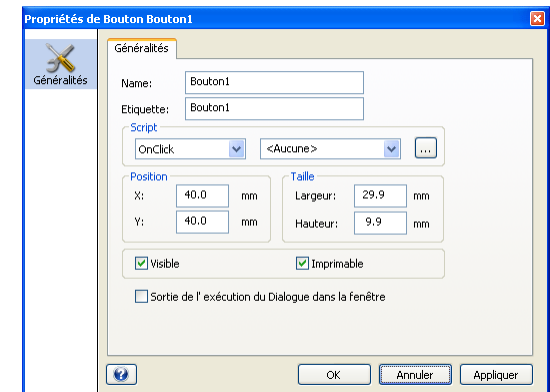 Propriétés de Bouton Bouton1
Généralités
Généralités
Name: Bouton1
Etiquette: Bouton1
Script
OnClick <Aucune> ...
Position Taille
X: 40.0 mm Largeur: 29.9 mm
Y: 40.0 mm Hauteur: 9.9 mm
Visible Imprimable
Sortie de l' exécution du Dialogue dans la fenêtre
? OK Annuler Appliquer